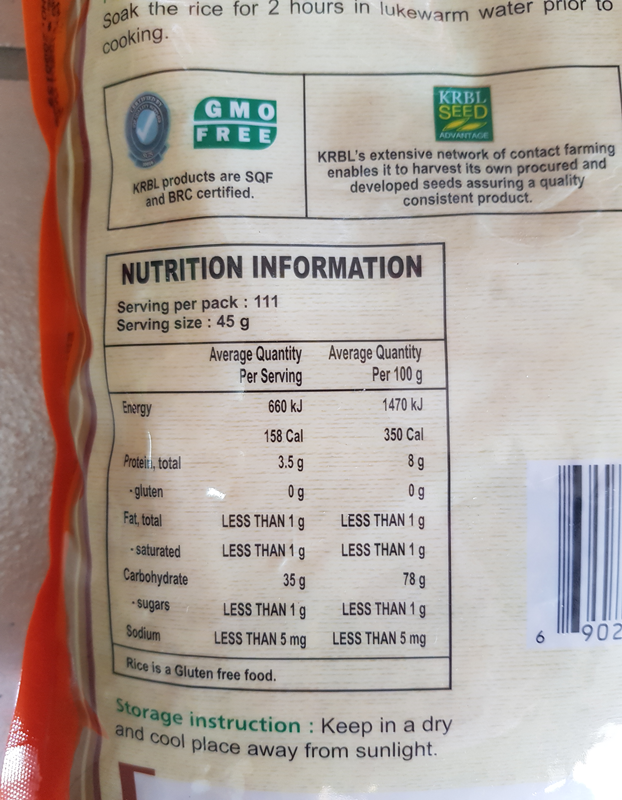 Soak the rice for 2 hours in lukewarm water prior to
cooking.
GMO
FREE
KRBL products are SQF
and BRC certified.
KRBL
SEED
ADVANTAGE
KRBL's extensive network of contact farming
enables it to harvest its own procured and
developed seeds assuring a quality
consistent product.
NUTRITION INFORMATION
Serving per pack : 111
Serving size : 45 g
Average Quantity Average Quantity
Per Serving Per 100 g
Energy 660 kJ 1470 kJ
158 Cal 350 Cal
Protein, total 3.5 g 8 g
- gluten 0 g 0 g
Fat, total LESS THAN 1 g LESS THAN 1 g
- saturated LESS THAN 1 g LESS THAN 1 g
Carbohydrate 35 g 78 g
- sugars LESS THAN 1 g LESS THAN 1 g
Sodium LESS THAN 5 mg LESS THAN 5 mg
Rice is a Gluten free food.
Storage instruction : Keep in a dry
and cool place away from sunlight.
6 902